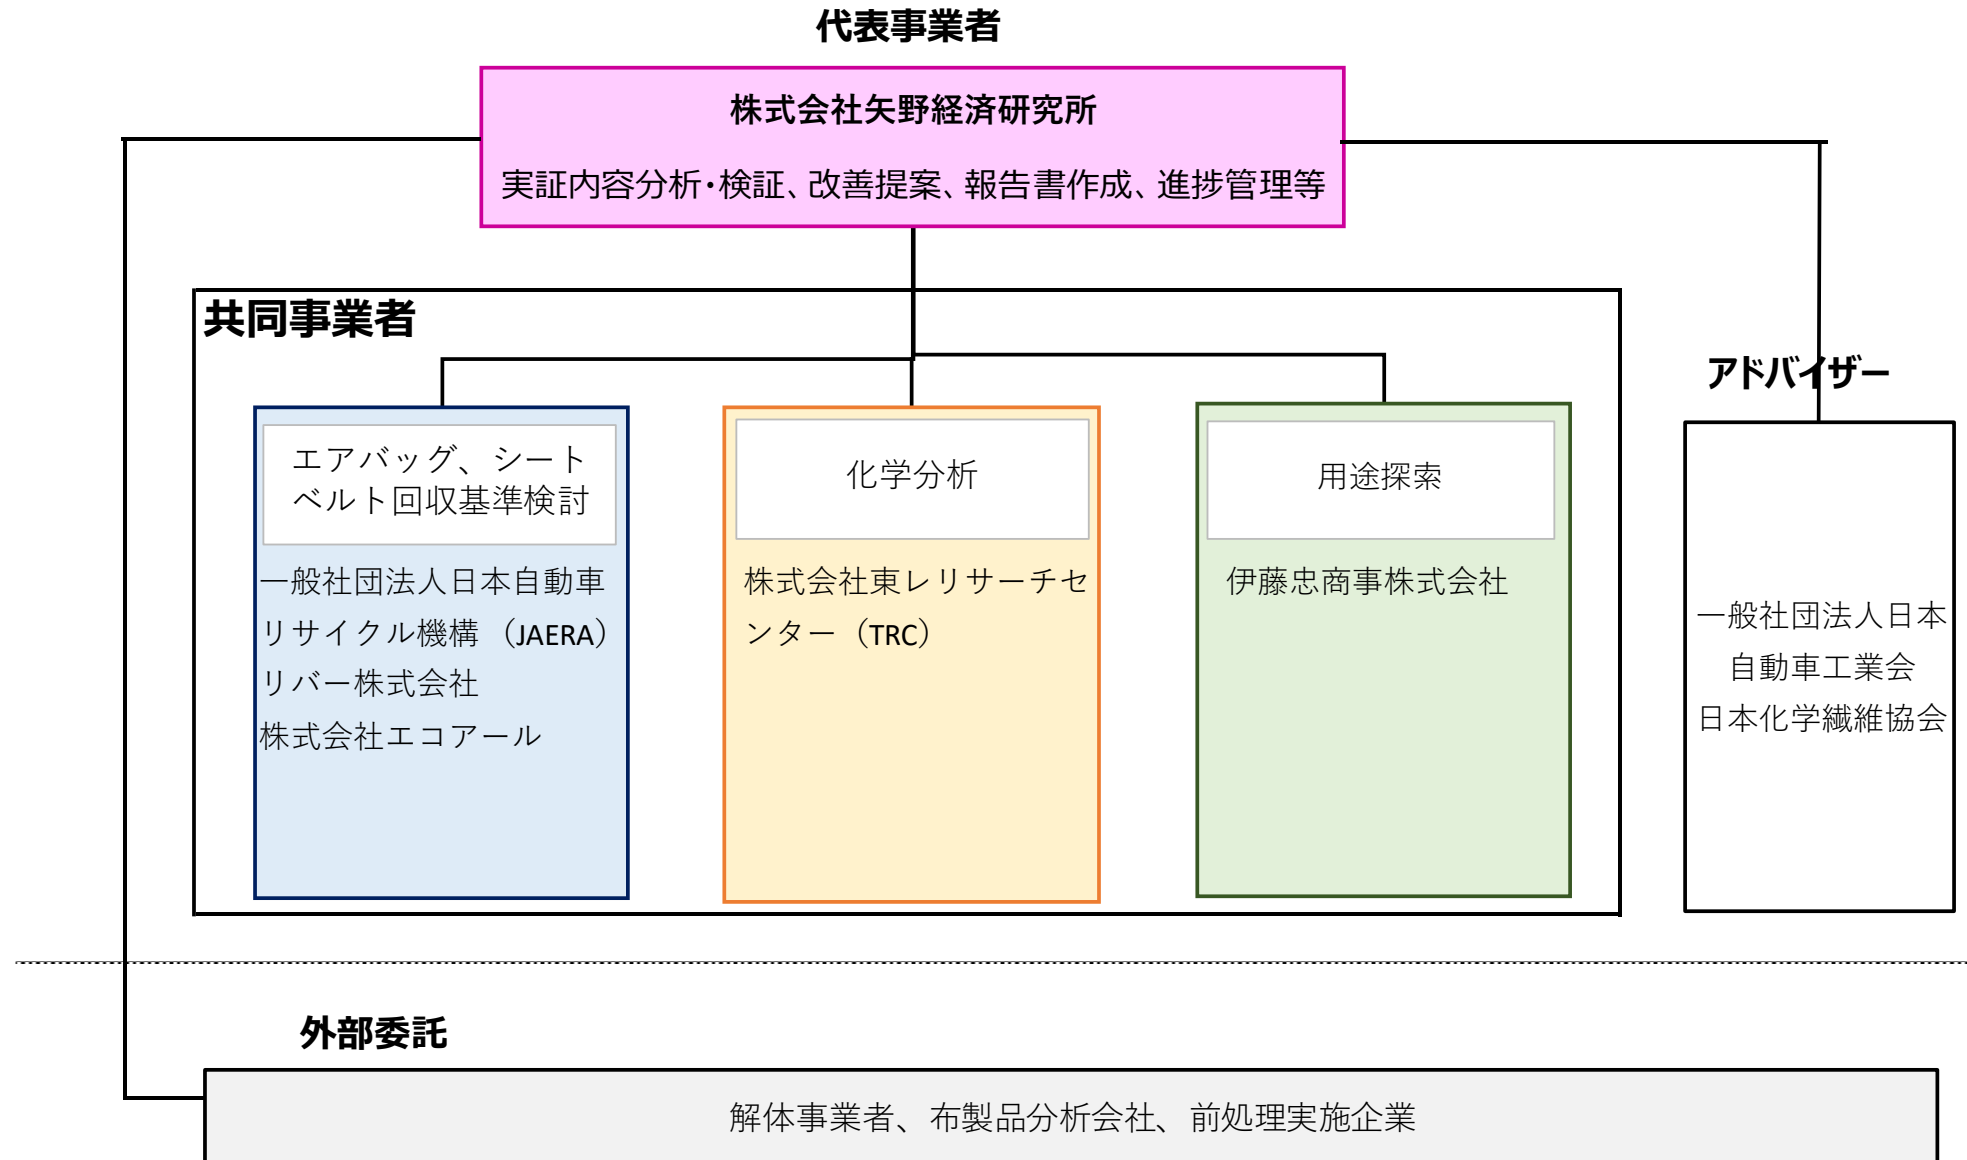 代表事業者
株式会社矢野経済研究所
実証内容分析・検証、改善提案、報告書作成、進捗管理等
共同事業者
エアバッグ、シート
ベルト回収基準検討
一般社団法人日本自動車
リサイクル機構（JAERA）
リバー株式会社
株式会社エコアール
化学分析
株式会社東レリサーチセ
ンター（TRC）
用途探索
伊藤忠商事株式会社
アドバイザー
一般社団法人日本
自動車工業会
日本化学繊維協会
外部委託
解体事業者、布製品分析会社、前処理実施企業